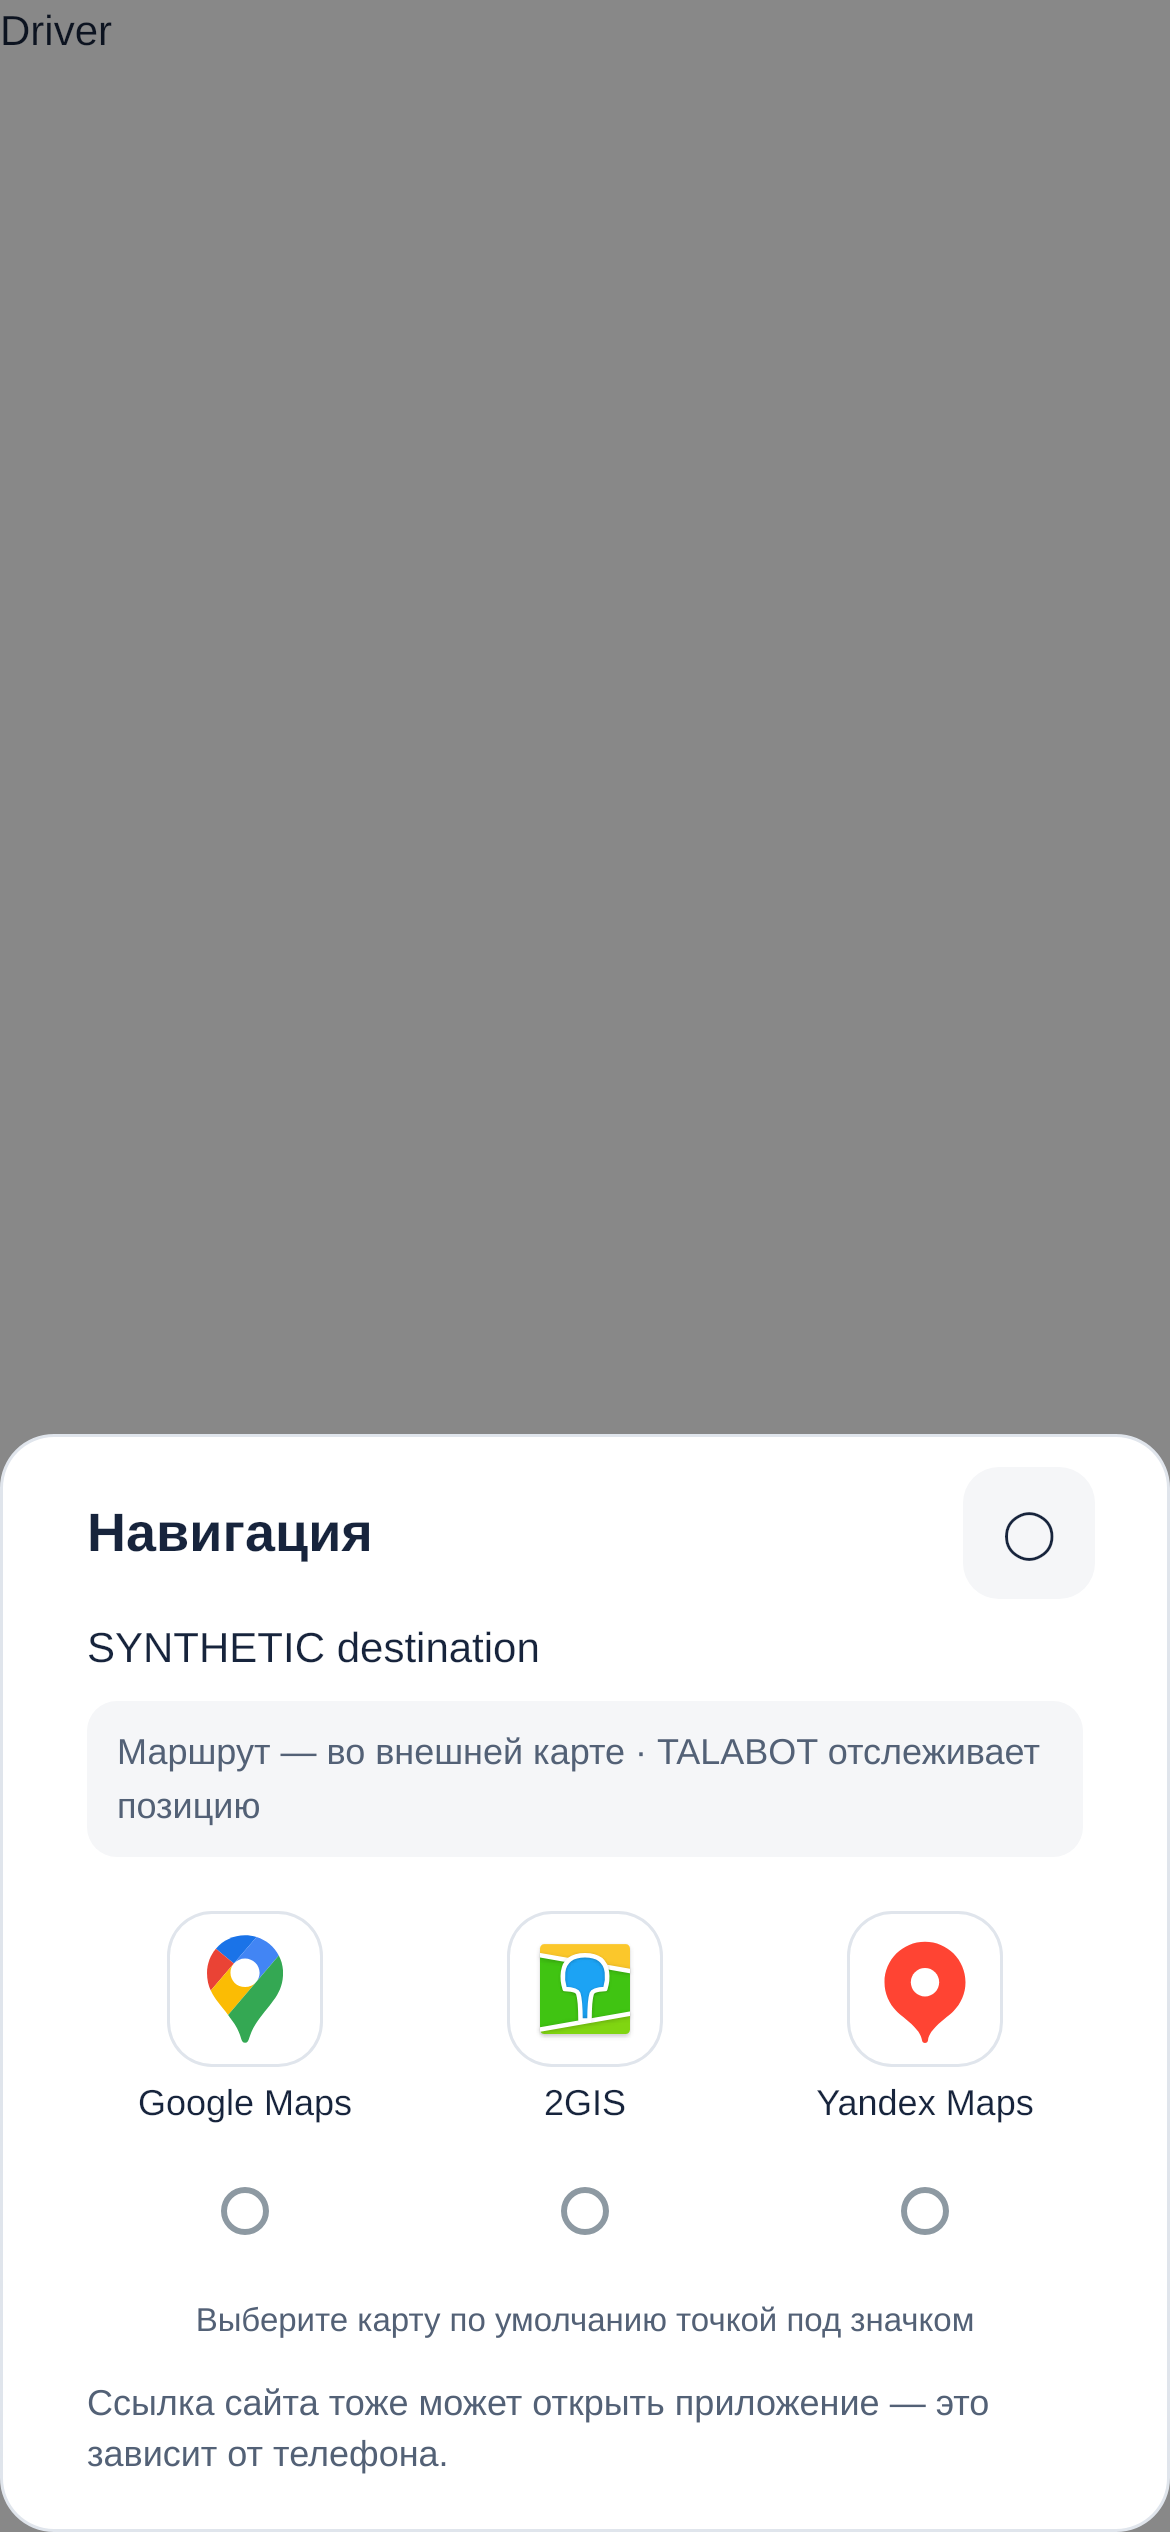 Driver
Навигация
SYNTHETIC destination
Маршрут — во внешней карте · TALABOT отслеживает
позицию
Google Maps
2GIS
Yandex Maps
Выберите карту по умолчанию точкой под значком
Ссылка сайта тоже может открыть приложение — это
зависит от телефона.